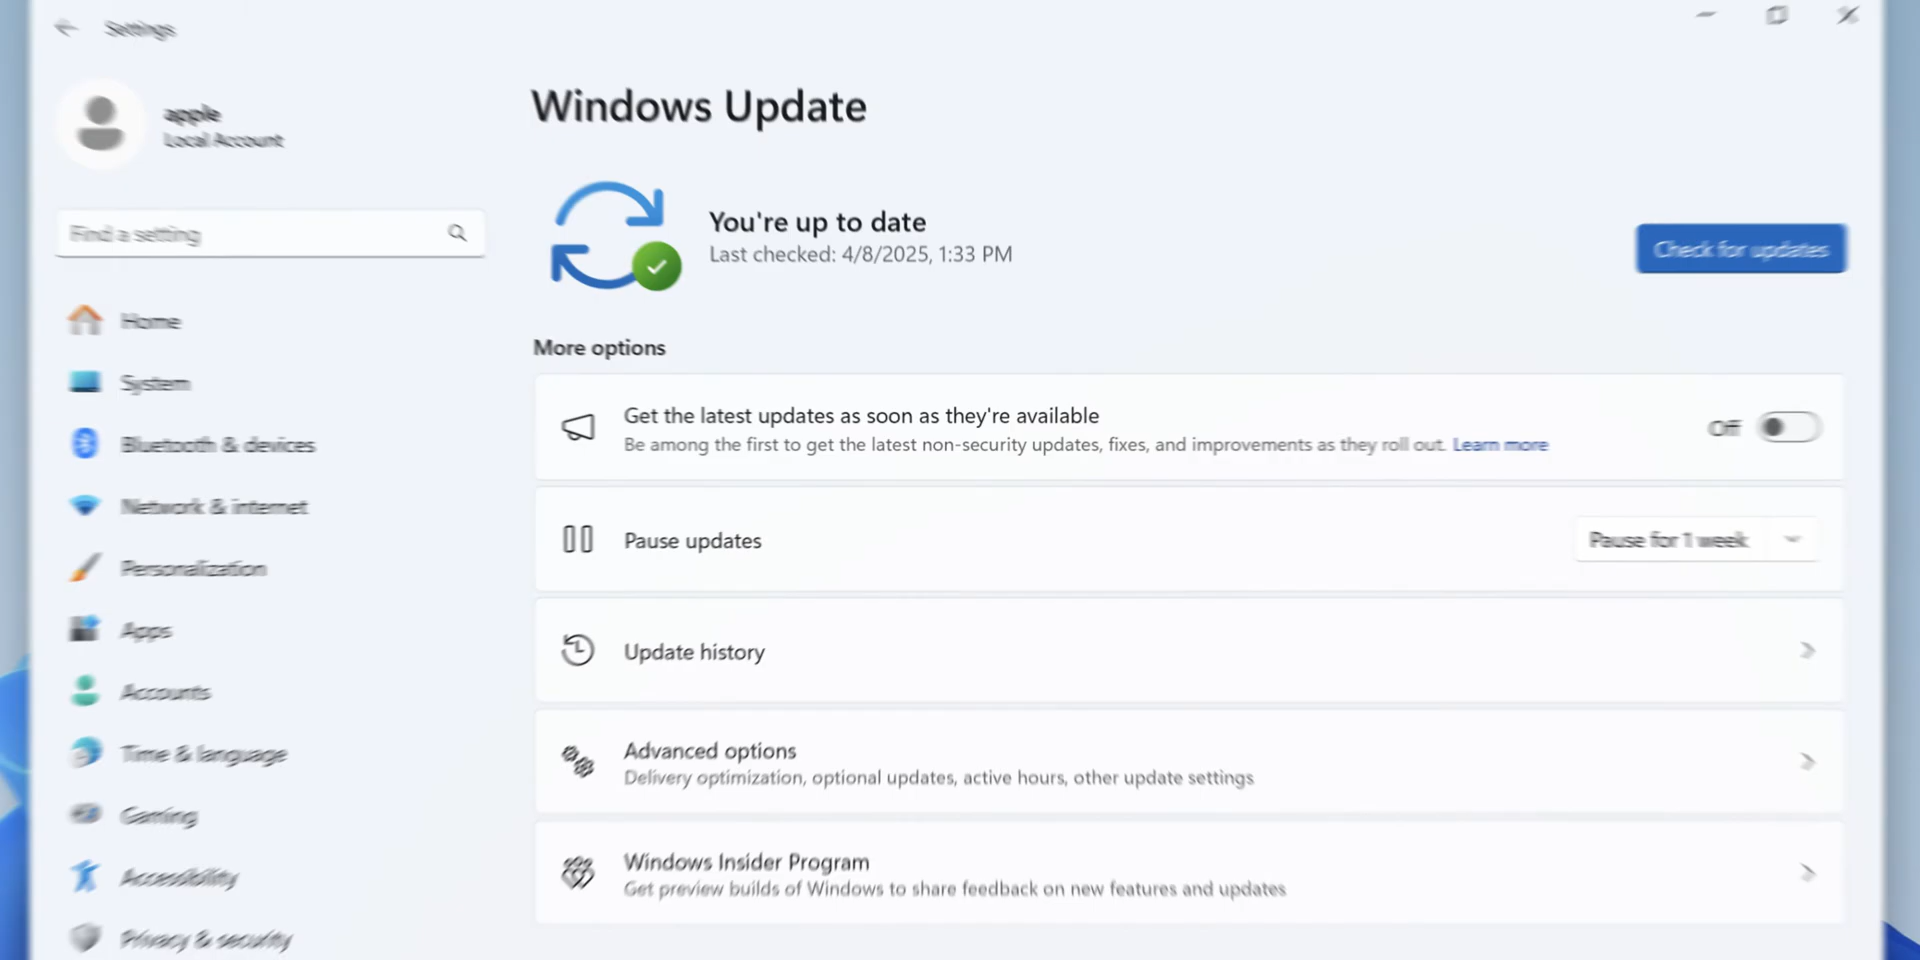 Settings
apple
Local Account
Find a setting
Home
System
Bluetooth & devices
Network & internet
Personalization
Apps
Accounts
Time & language
Gaming
Accessibility
Privacy & security
Windows Update
You're up to date
Last checked: 4/8/2025, 1:33 PM
Check for updates
More options
Get the latest updates as soon as they're available
Be among the first to get the latest non-security updates, fixes, and improvements as they roll out. Learn more
Off
Pause updates
Pause for 1 week
Update history
Advanced options
Delivery optimization, optional updates, active hours, other update settings
Windows Insider Program
Get preview builds of Windows to share feedback on new features and updates